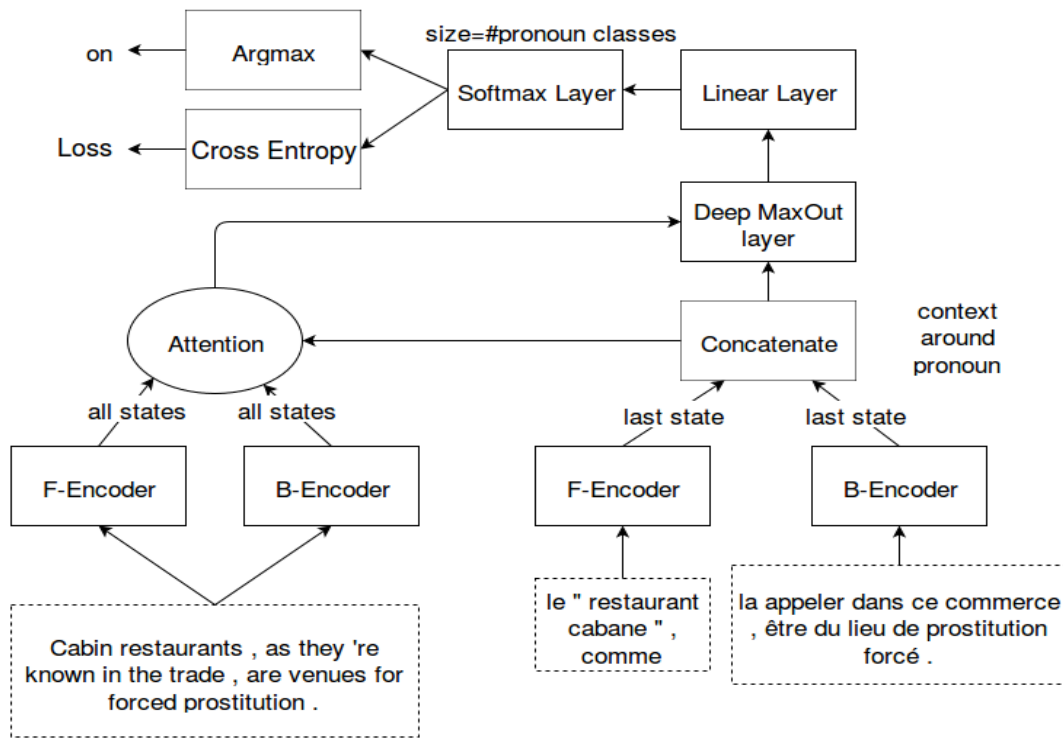 size=#pronoun classes
on
Argmax
Softmax Layer
Linear Layer
Loss
Cross Entropy
Deep MaxOut
layer
Attention
Concatenate
context
around
pronoun
all states
all states
last state
last state
F-Encoder
B-Encoder
F-Encoder
B-Encoder
Cabin restaurants , as they 're
known in the trade , are venues for
forced prostitution .
le " restaurant
cabane " ,
comme
la appeler dans ce commerce
, être du lieu de prostitution
forcé .